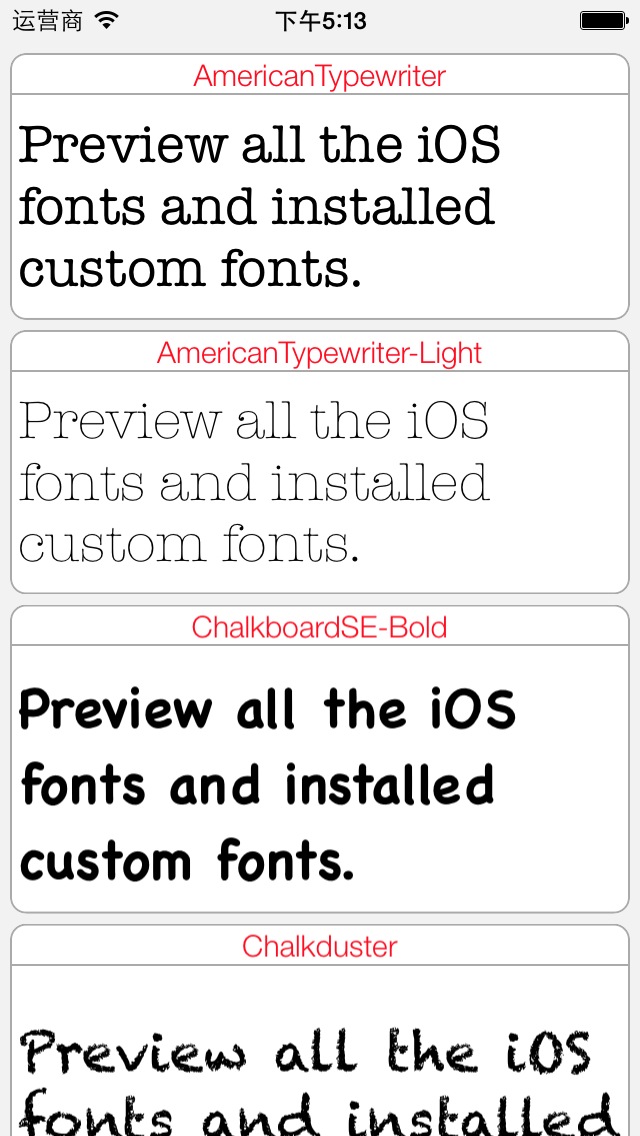 运营商 下午5:13
AmericanTypewriter
Preview all the iOS
fonts and installed
custom fonts.
AmericanTypewriter-Light
Preview all the iOS
fonts and installed
custom fonts.
ChalkboardSE-Bold
Preview all the iOS
fonts and installed
custom fonts.
Chalkduster
Preview all the iOS
fonts and installed